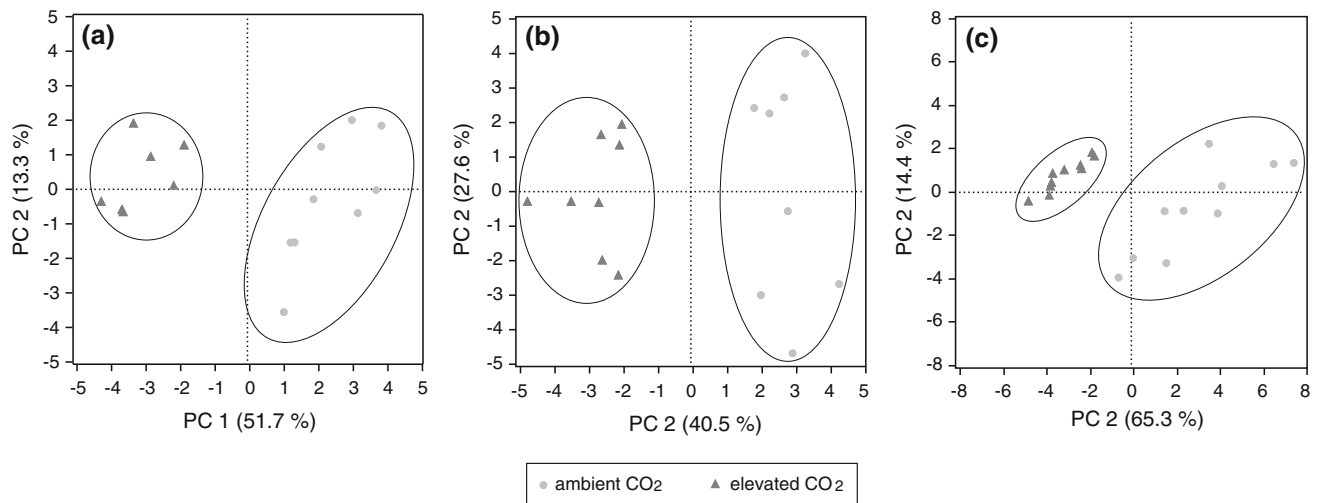 (a)
5
4
3
2
1
0
-1
-2
-3
-4
-5
PC 2 (13.3 %)
-5 -4 -3 -2 -1 0 1 2 3 4 5
PC 1 (51.7 %)
(b)
5
4
3
2
1
0
-1
-2
-3
-4
-5
PC 2 (27.6 %)
-5 -4 -3 -2 -1 0 1 2 3 4 5
PC 2 (40.5 %)
(c)
8
6
4
2
0
-2
-4
-6
-8
PC 2 (14.4 %)
-8 -6 -4 -2 0 2 4 6 8
PC 2 (65.3 %)
ambient CO2 elevated CO2